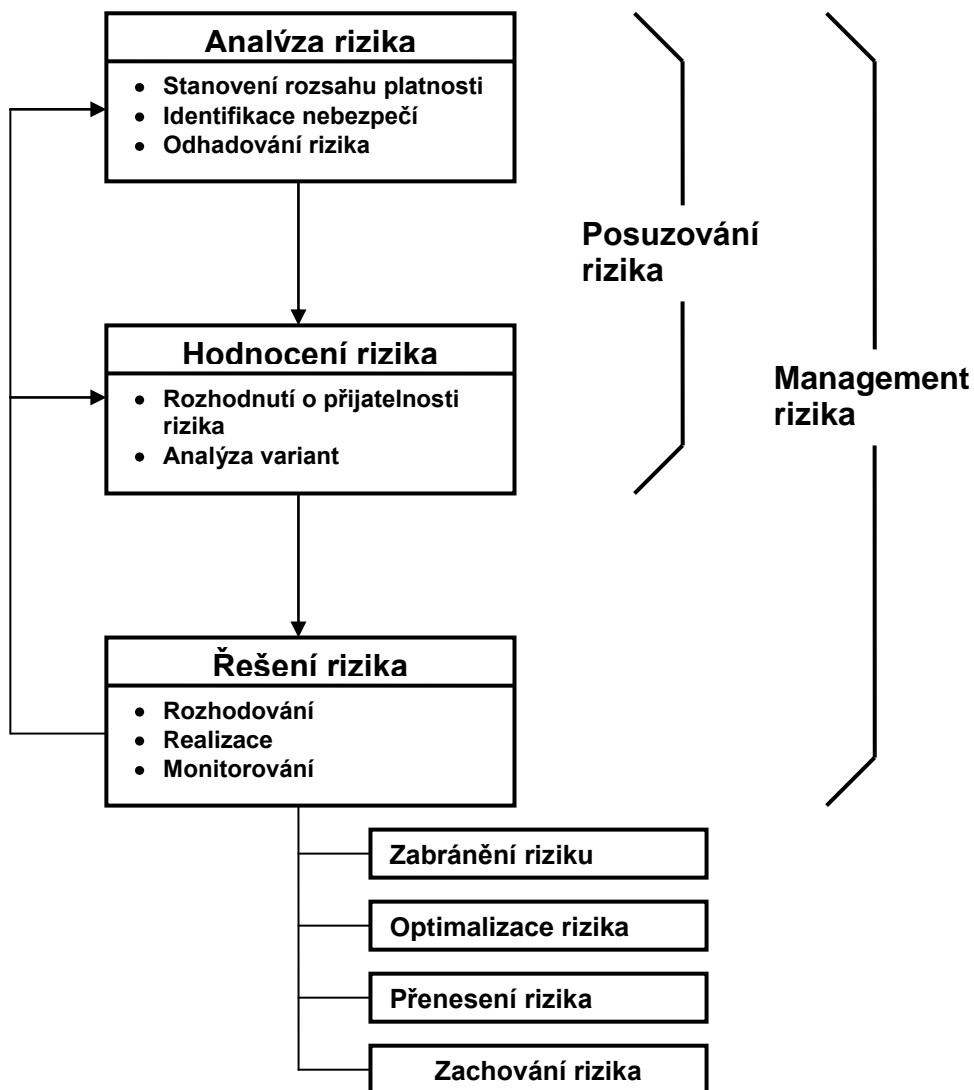 Analýza rizika
• Stanovení rozsahu platnosti
• Identifikace nebezpečí
• Odhadování rizika
Posuzování
rizika
Hodnocení rizika
• Rozhodnutí o přijatelnosti
rizika
• Analýza variant
Management
rizika
Řešení rizika
• Rozhodování
• Realizace
• Monitorování
Zabránění riziku
Optimalizace rizika
Přenesení rizika
Zachování rizika